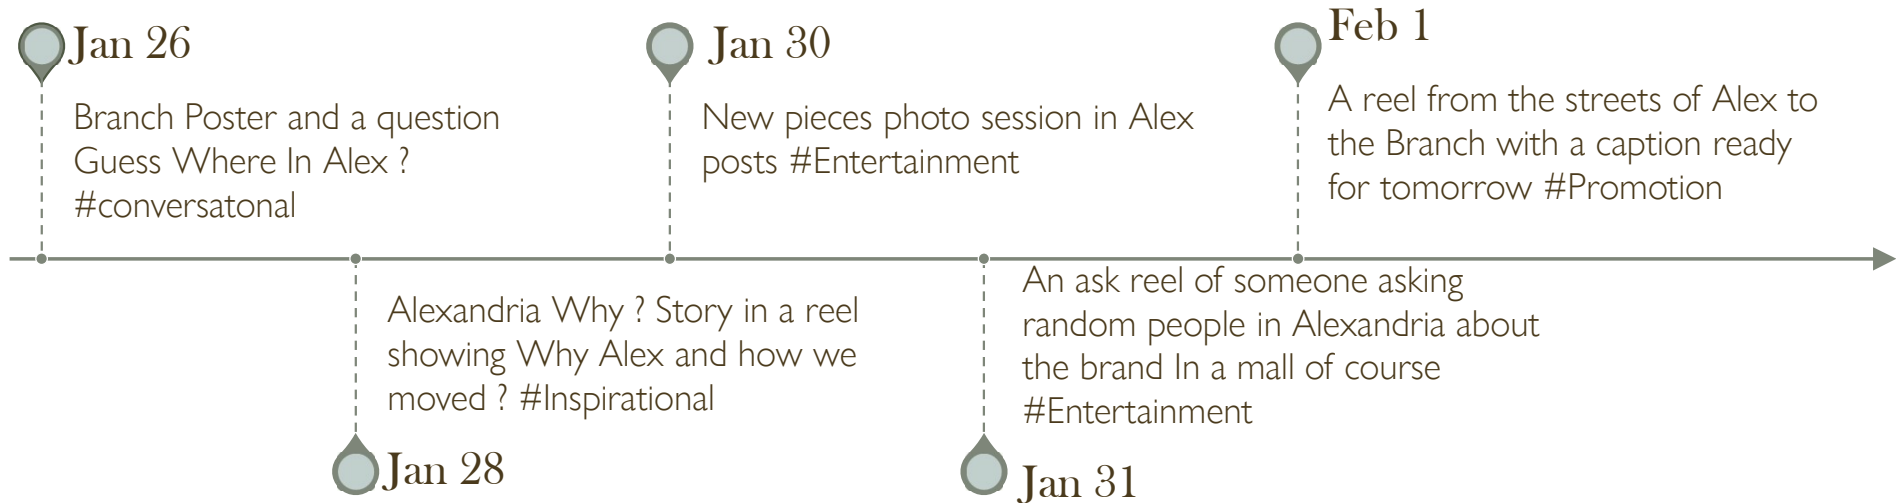 Jan 26
Branch Poster and a question
Guess Where In Alex ?
#conversatonal
Alexandria Why ? Story in a reel
showing Why Alex and how we
moved ? #Inspirational
Jan 28
Jan 30
New pieces photo session in Alex
posts #Entertainment
An ask reel of someone asking
random people in Alexandria about
the brand In a mall of course
#Entertainment
Jan 31
Feb 1
A reel from the streets of Alex to
the Branch with a caption ready
for tomorrow #Promotion